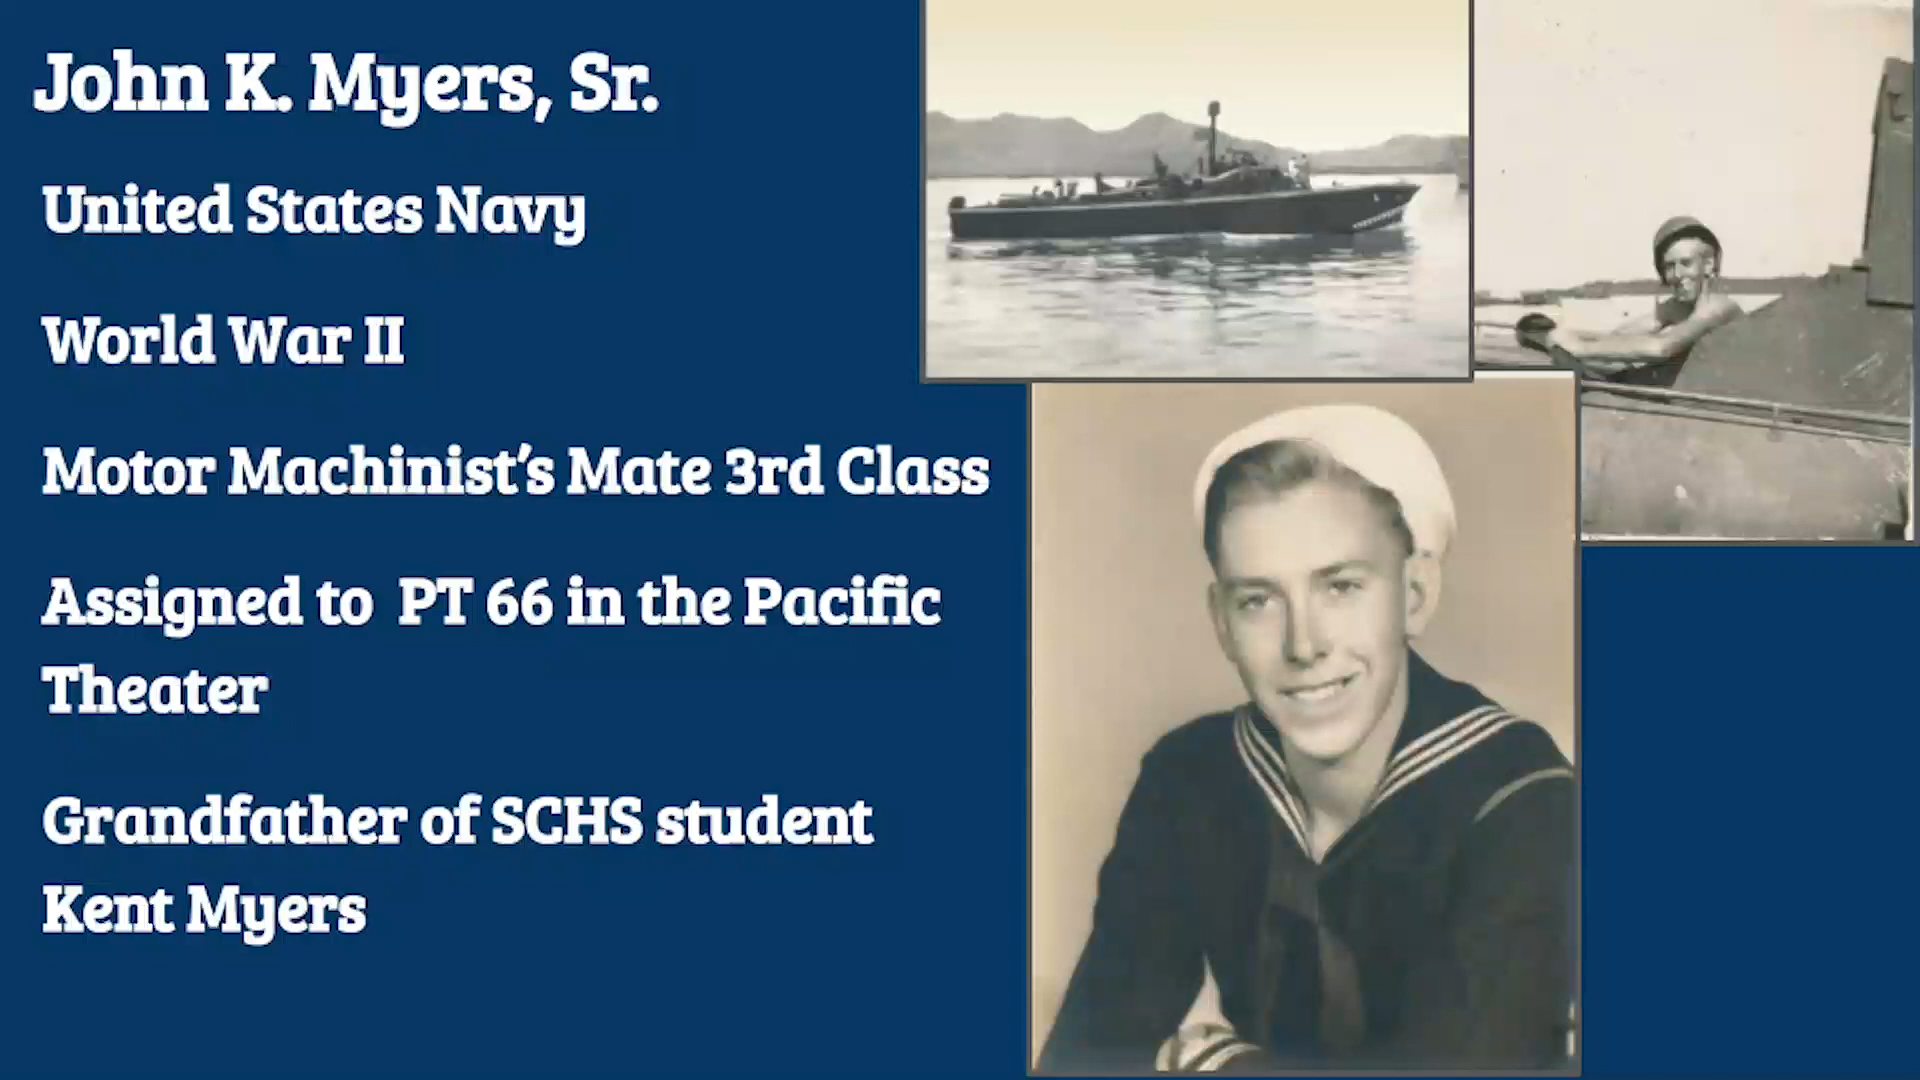 John K. Myers, Sr.
United States Navy
World War II
Motor Machinist's Mate 3rd Class
Assigned to PT 66 in the Pacific
Theater
Grandfather of SCHS student
Kent Myers